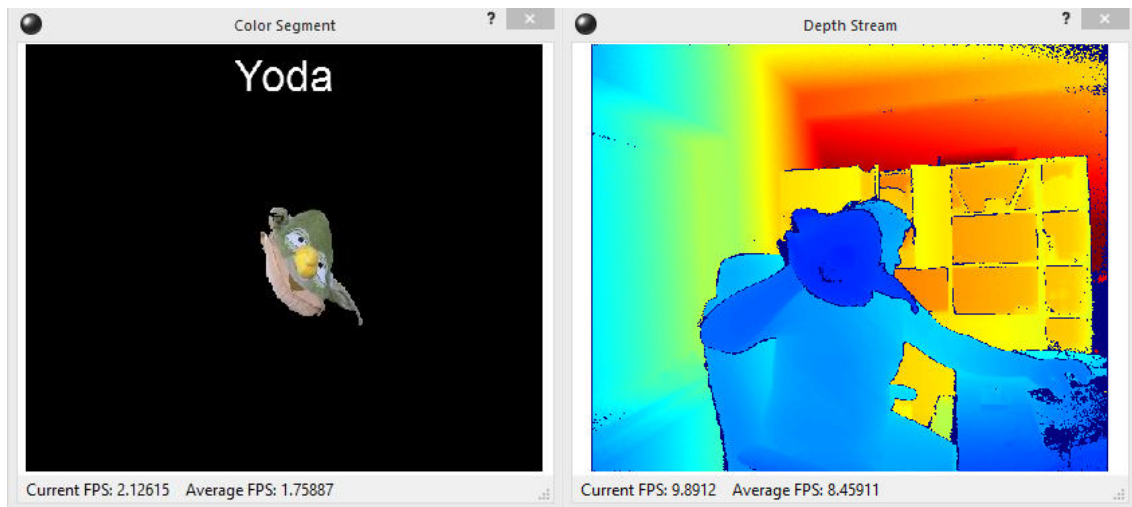 Color Segment
Yoda
Current FPS: 2.12615 Average FPS: 1.75887
Depth Stream
Current FPS: 9.8912 Average FPS: 8.45911